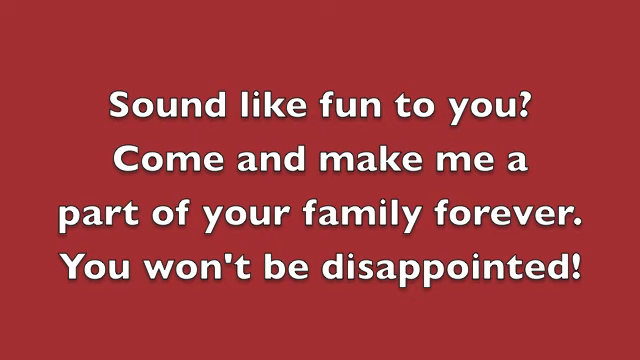 Sound like fun to you?
Come and make me a
part of your family forever.
You won't be disappointed!